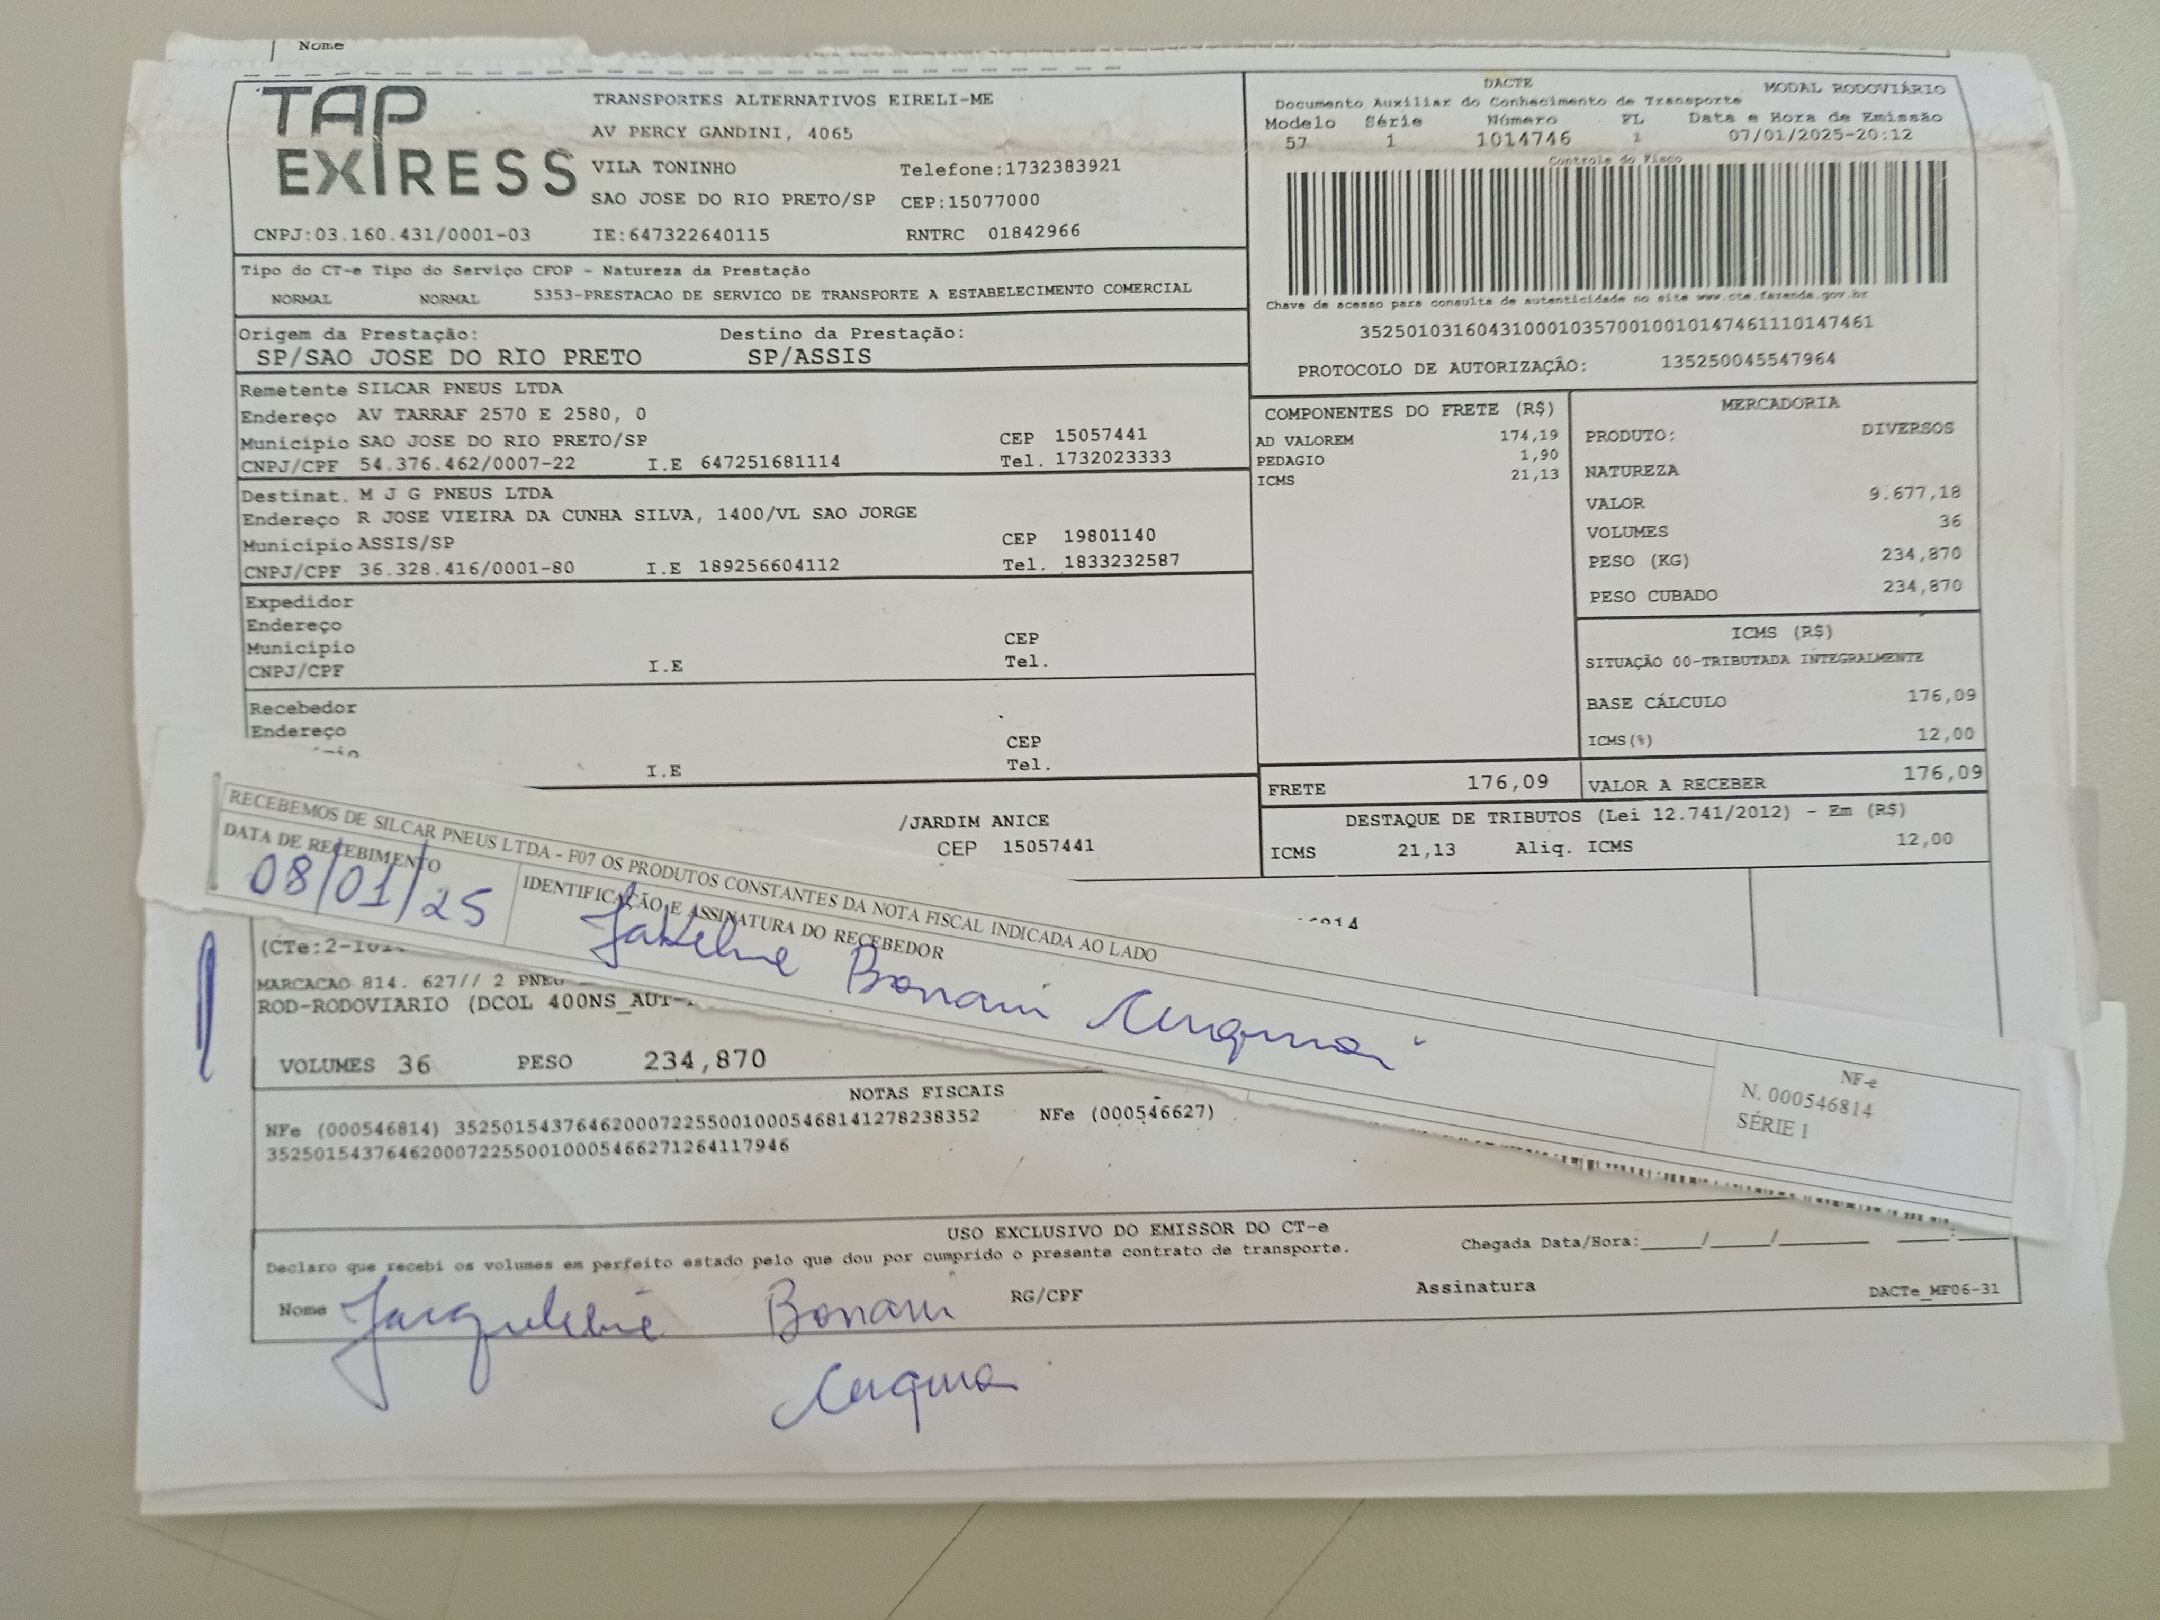 Nome
TAP EXPRESS
TRANSPORTES ALTERNATIVOS EIRELI-ME
AV PERCY GANDINI, 4065
VILA TONINHO Telefone:1732383921
SAO JOSE DO RIO PRETO/SP CEP:15077000
CNPJ:03.160.431/0001-03 IE:647322640115 RNTRC 01842966
DACTE MODAL RODOVIÁRIO
Documento Auxiliar do Conhecimento de Transporte
Modelo Série Número FL Data e Hora de Emissão
57 1 1014746 1 07/01/2025-20:12
Controle do Fisco
Chave de acesso para consulta de autenticidade no site www.cte.fazenda.gov.br
35250103160431000103570010010147461110147461
PROTOCOLO DE AUTORIZAÇÃO: 135250045547964
Tipo do CT-e Tipo do Serviço CFOP - Natureza da Prestação
NORMAL NORMAL 5353-PRESTACAO DE SERVICO DE TRANSPORTE A ESTABELECIMENTO COMERCIAL
Origem da Prestação: Destino da Prestação:
SP/SAO JOSE DO RIO PRETO SP/ASSIS
Remetente SILCAR PNEUS LTDA
Endereço AV TARRAF 2570 E 2580, 0
Município SAO JOSE DO RIO PRETO/SP CEP 15057441
CNPJ/CPF 54.376.462/0007-22 I.E 647251681114 Tel. 1732023333
Destinat. M J G PNEUS LTDA
Endereço R JOSE VIEIRA DA CUNHA SILVA, 1400/VL SAO JORGE
Município ASSIS/SP CEP 19801140
CNPJ/CPF 36.328.416/0001-80 I.E 189256604112 Tel. 1833232587
Expedidor
Endereço
Município CEP
CNPJ/CPF I.E Tel.
Recebedor
Endereço CEP
I.E Tel.
/JARDIM ANICE
CEP 15057441
COMPONENTES DO FRETE (R$)
AD VALOREM 174,19
PEDAGIO 1,90
ICMS 21,13
MERCADORIA
PRODUTO: DIVERSOS
NATUREZA
VALOR 9.677,18
VOLUMES 36
PESO (KG) 234,870
PESO CUBADO 234,870
ICMS (R$)
SITUAÇÃO 00-TRIBUTADA INTEGRALMENTE
BASE CÁLCULO 176,09
ICMS(%) 12,00
FRETE 176,09 VALOR A RECEBER 176,09
DESTAQUE DE TRIBUTOS (Lei 12.741/2012) - Em (R$)
ICMS 21,13 Aliq. ICMS 12,00
RECEBEMOS DE SILCAR PNEUS LTDA - F07 OS PRODUTOS CONSTANTES DA NOTA FISCAL INDICADA AO LADO
DATA DE RECEBIMENTO IDENTIFICAÇÃO E ASSINATURA DO RECEBEDOR
08/01/25
Bonani
NF-e
N. 000546814
SÉRIE 1
MARCACAO 814. 627// 2 PNEU
ROD-RODOVIARIO (DCOL 400NS_AUT-
VOLUMES 36 PESO 234,870
NOTAS FISCAIS
NFe (000546814) 35250154376462000722550010005468141278238352 NFe (000546627)
35250154376462000722550010005466271264117946
USO EXCLUSIVO DO EMISSOR DO CT-e
Declaro que recebi os volumes em perfeito estado pelo que dou por cumprido o presente contrato de transporte. Chegada Data/Hora:____/____/____ ____:____
Nome Bonani RG/CPF Assinatura DACTe_MF06-31